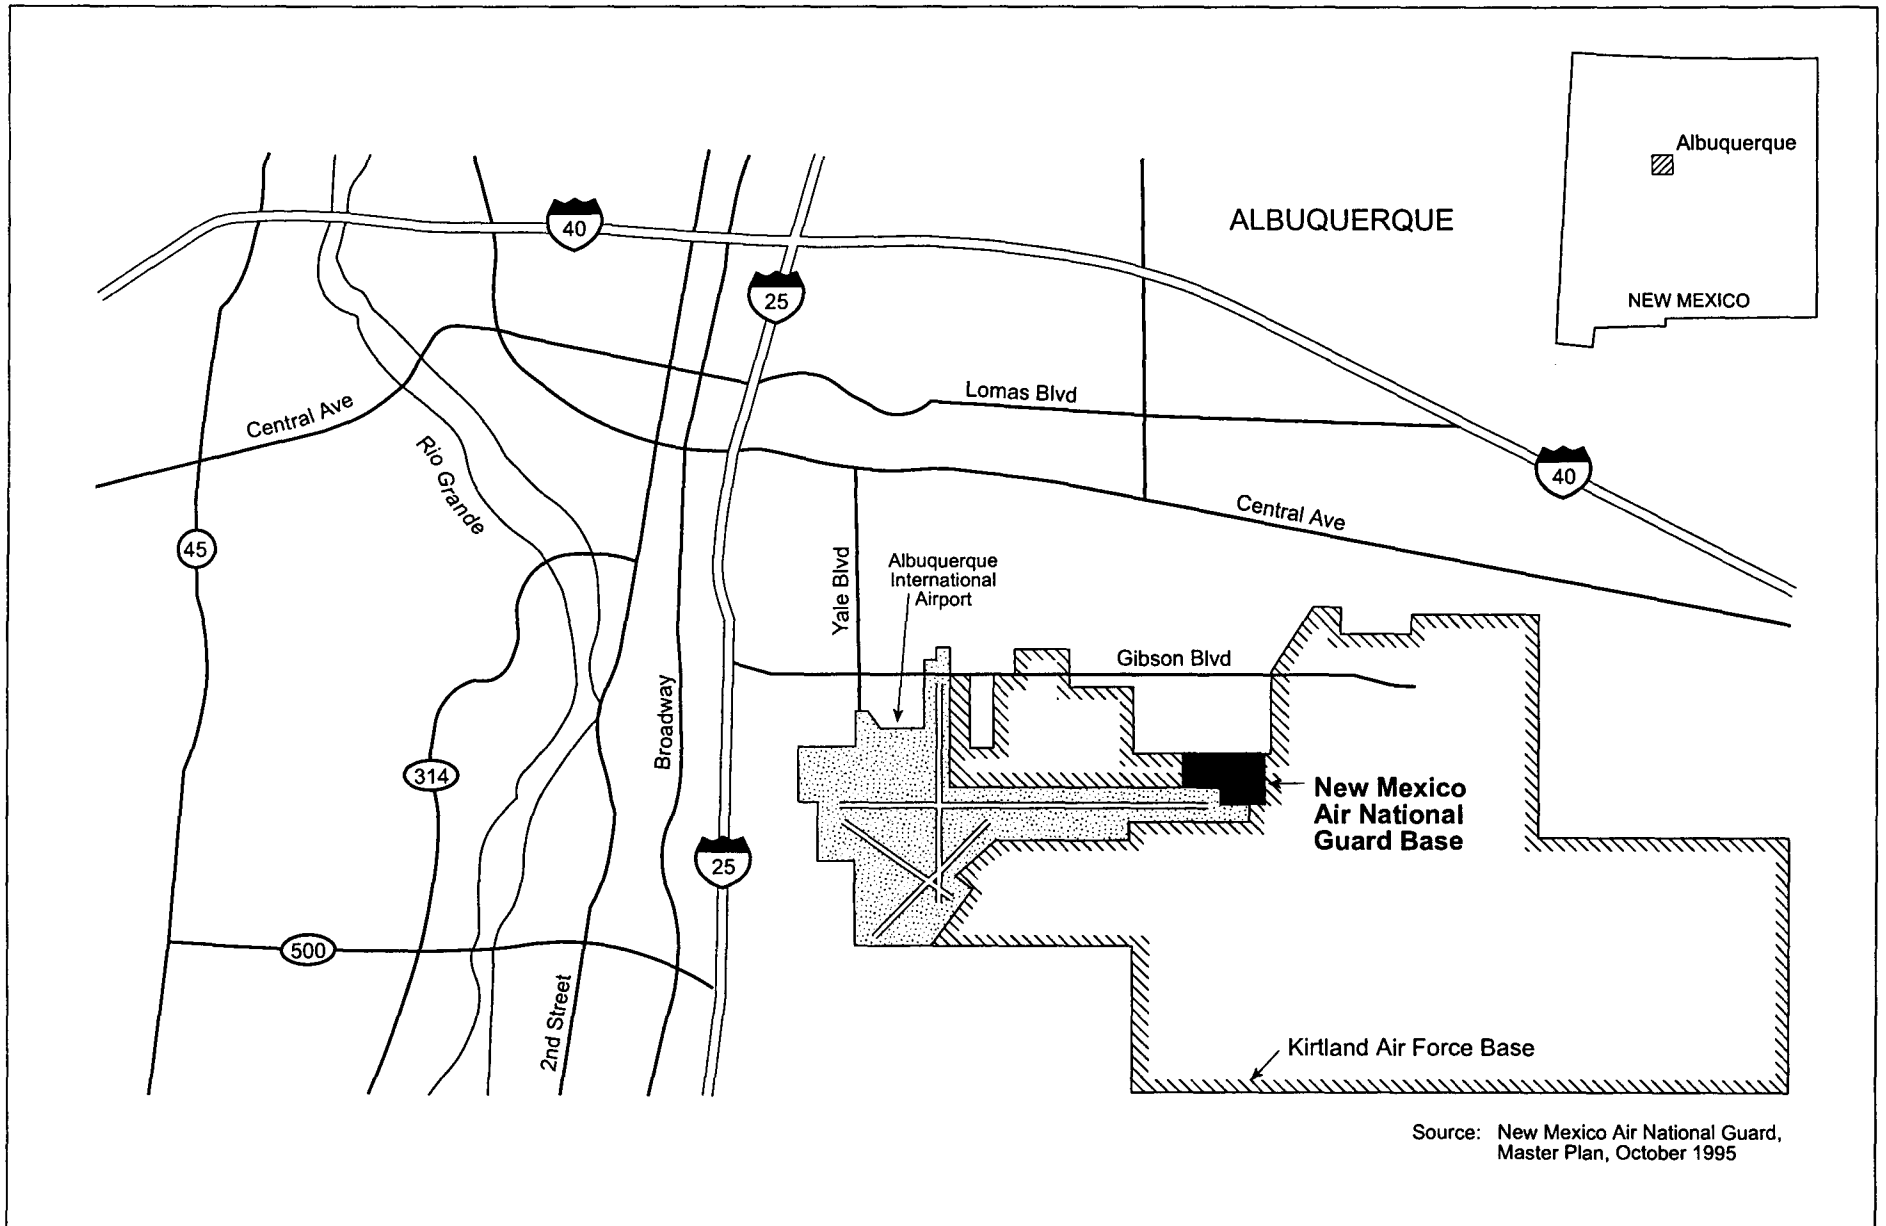 Albuquerque
NEW MEXICO
ALBUQUERQUE
40
25
Lomas Blvd
Central Ave
Rio Grande
40
Central Ave
45
Yale Blvd
Albuquerque
International
Airport
Gibson Blvd
Broadway
314
New Mexico
Air National
Guard Base
25
500
2nd Street
Kirtland Air Force Base
Source: New Mexico Air National Guard,
Master Plan, October 1995